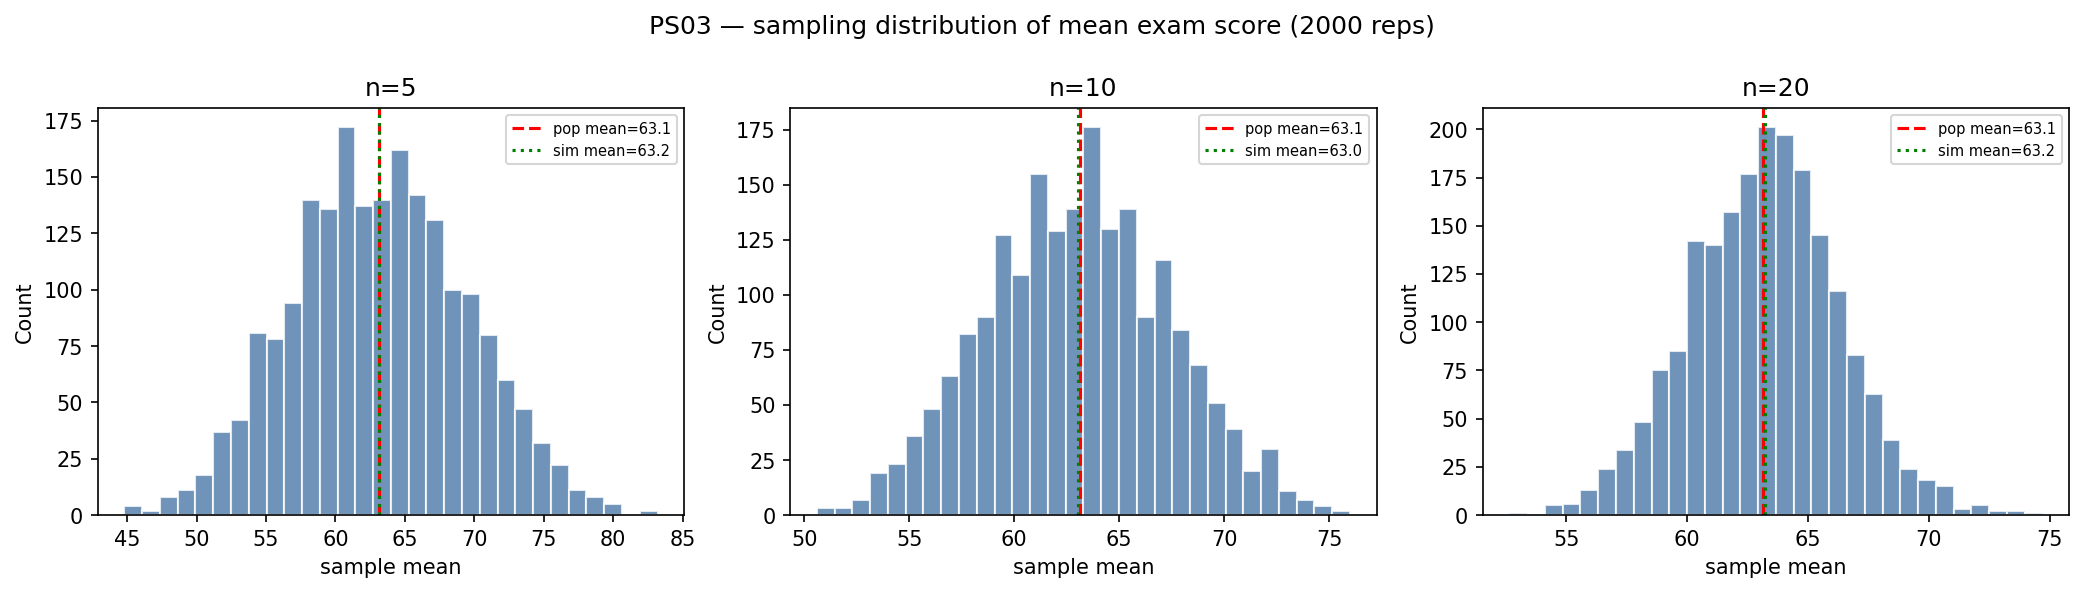 PS03 — sampling distribution of mean exam score (2000 reps)
n=5
175
150
125
100
75
50
25
0
Count
45 50 55 60 65 70 75 80 85
sample mean
pop mean=63.1
sim mean=63.2
n=10
175
150
125
100
75
50
25
0
Count
50 55 60 65 70 75
sample mean
pop mean=63.1
sim mean=63.0
n=20
200
175
150
125
100
75
50
25
0
Count
55 60 65 70 75
sample mean
pop mean=63.1
sim mean=63.2